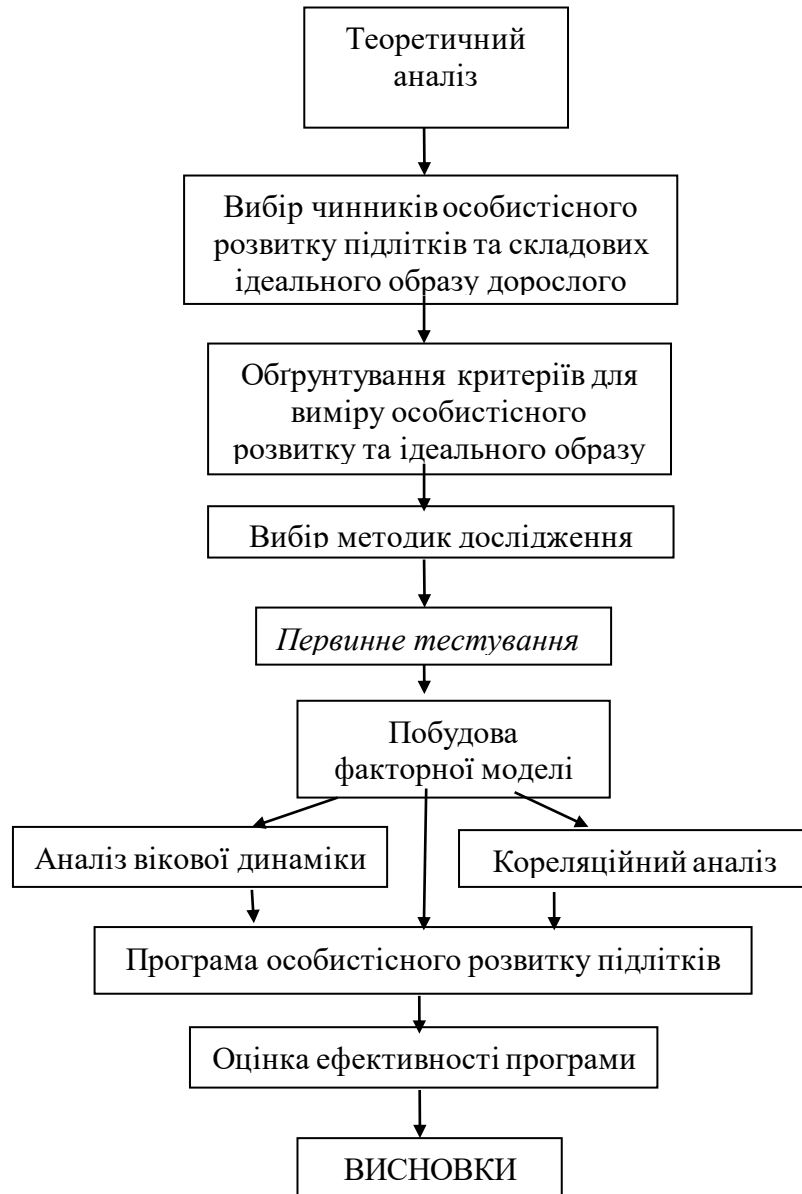 Теоретичний
аналіз
Вибір чинників особистісного
розвитку підлітків та складових
ідеального образу дорослого
Обґрунтування критеріїв для
виміру особистісного
розвитку та ідеального образу
Вибір методик дослідження
Первинне тестування
Побудова
факторної моделі
Аналіз вікової динаміки
Кореляційний аналіз
Програма особистісного розвитку підлітків
Оцінка ефективності програми
ВИСНОВКИ